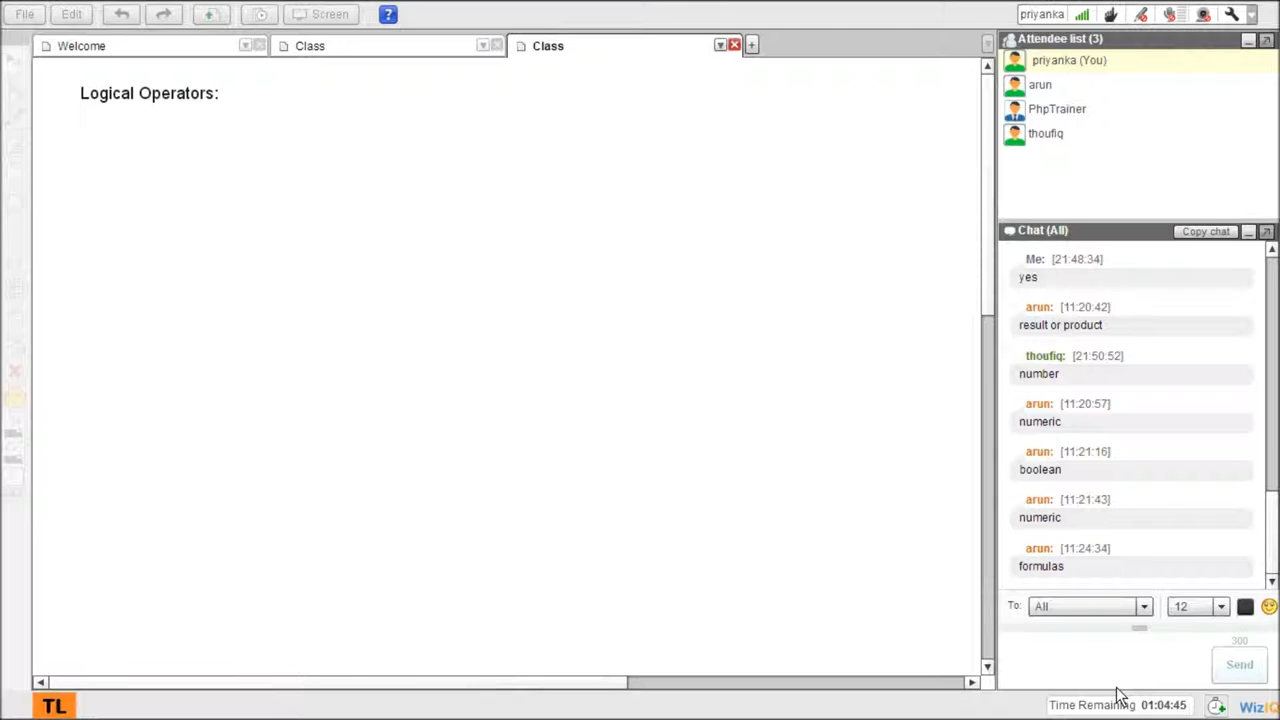 File Edit Screen ? priyanka
Welcome Class Class
Logical Operators:
Attendee list (3)
priyanka (You)
arun
PhpTrainer
thoufiq
Chat (All) Copy chat
Me: [21:48:34]
yes
arun: [11:20:42]
result or product
thoufiq: [21:50:52]
number
arun: [11:20:57]
numeric
arun: [11:21:16]
boolean
arun: [11:21:43]
numeric
arun: [11:24:34]
formulas
To: All 12
300
Send
TL
Time Remaining 01:04:45
WizIQ